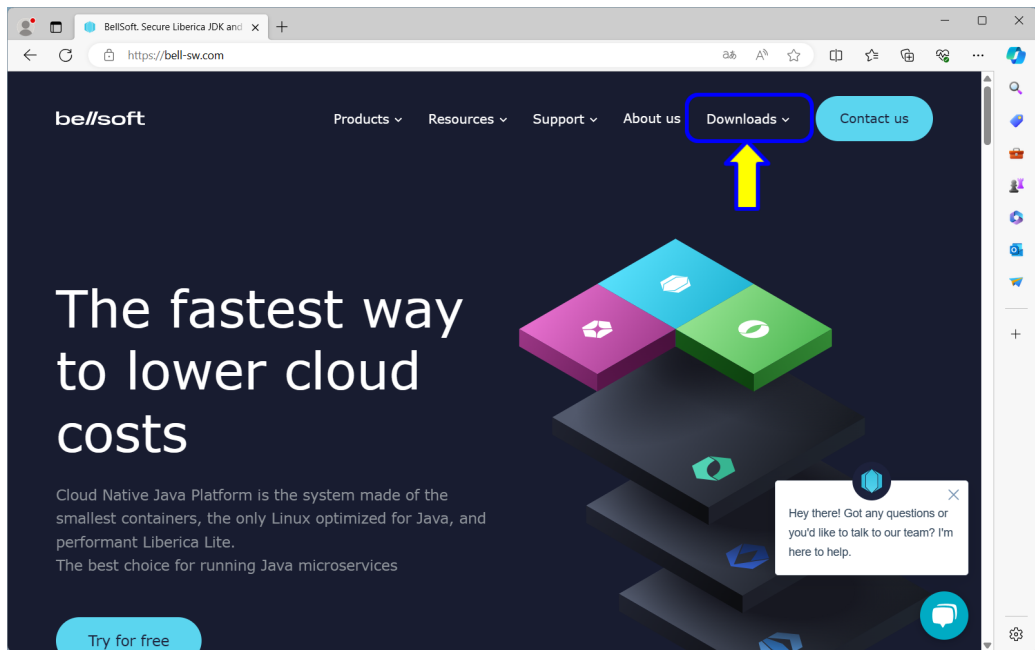 BellSoft. Secure Liberica JDK and
https://bell-sw.com
bellsoft
Products Resources Support About us Downloads Contact us
The fastest way
to lower cloud
costs
Cloud Native Java Platform is the system made of the
smallest containers, the only Linux optimized for Java, and
performant Liberica Lite.
The best choice for running Java microservices
Try for free
Hey there! Got any questions or
you'd like to talk to our team? I'm
here to help.